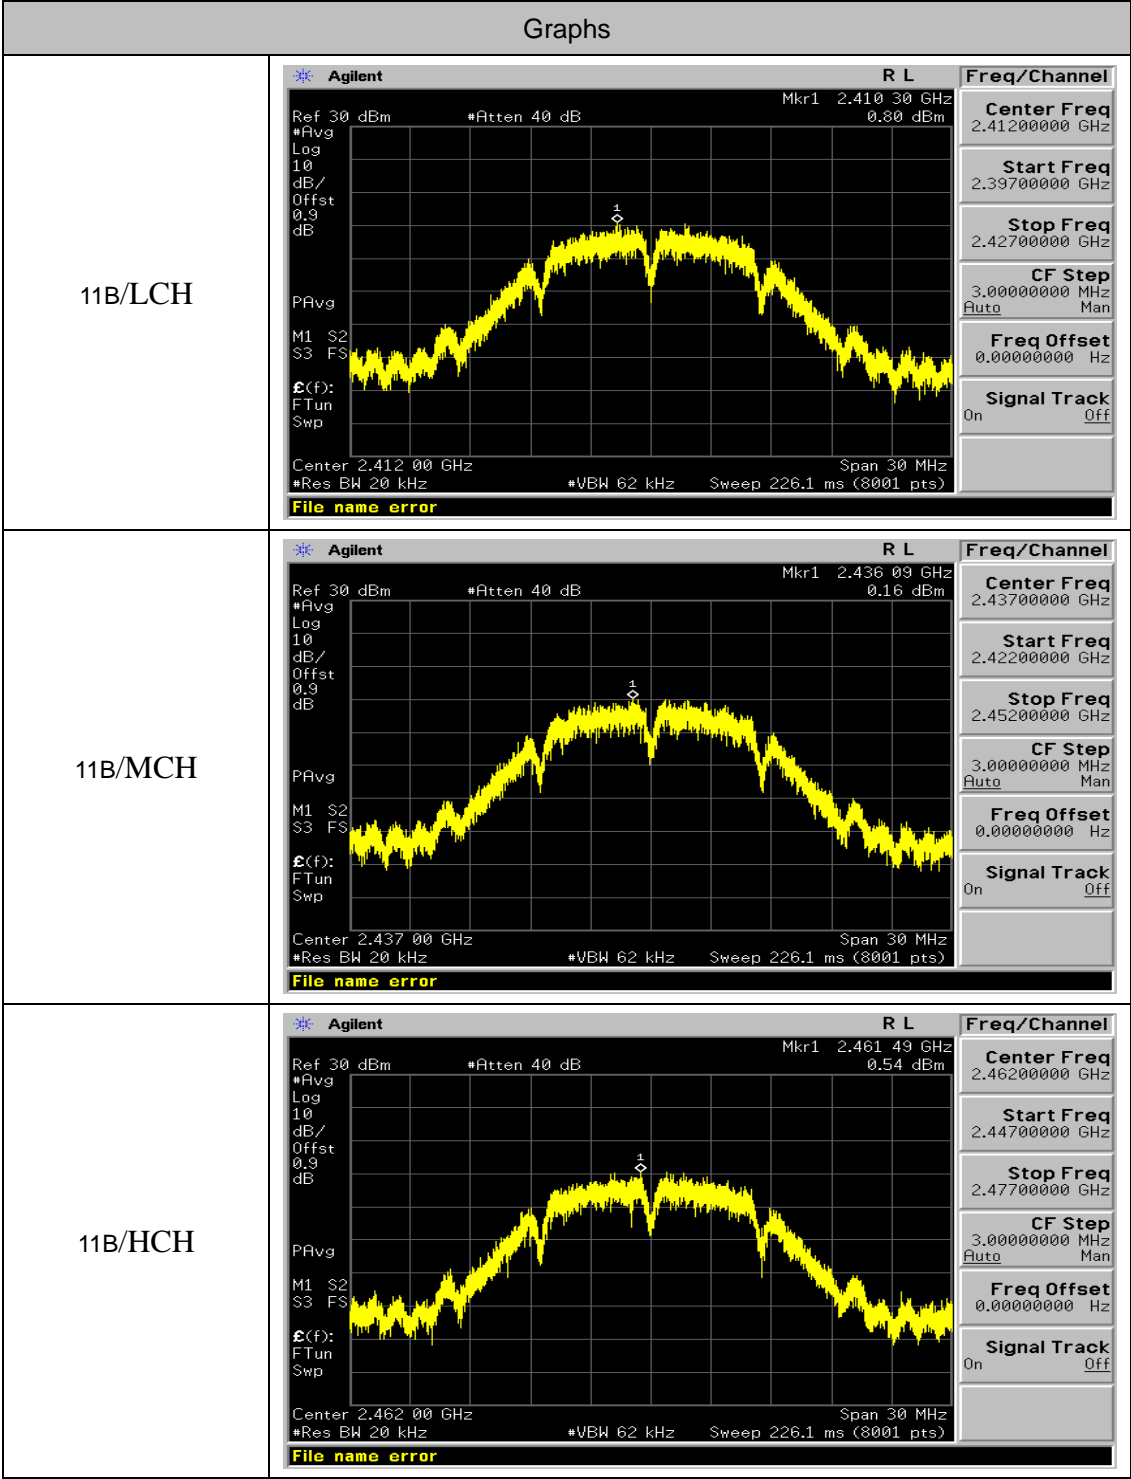 Graphs
11B/LCH
Agilent R L Freq/Channel
Mkr1 2.410 30 GHz
Ref 30 dBm #Atten 40 dB 0.80 dBm
#Avg
Log
10
dB/
Offst
0.9
dB
1
PAvg
M1 S2
S3 FS
£(f):
FTun
Swp
Center 2.412 00 GHz Span 30 MHz
#Res BW 20 kHz #VBW 62 kHz Sweep 226.1 ms (8001 pts)
File name error
Center Freq
2.41200000 GHz
Start Freq
2.39700000 GHz
Stop Freq
2.42700000 GHz
CF Step
3.00000000 MHz
Auto Man
Freq Offset
0.00000000 Hz
Signal Track
On Off
11B/MCH
Agilent R L Freq/Channel
Mkr1 2.436 09 GHz
Ref 30 dBm #Atten 40 dB 0.16 dBm
#Avg
Log
10
dB/
Offst
0.9
dB
1
PAvg
M1 S2
S3 FS
£(f):
FTun
Swp
Center 2.437 00 GHz Span 30 MHz
#Res BW 20 kHz #VBW 62 kHz Sweep 226.1 ms (8001 pts)
File name error
Center Freq
2.43700000 GHz
Start Freq
2.42200000 GHz
Stop Freq
2.45200000 GHz
CF Step
3.00000000 MHz
Auto Man
Freq Offset
0.00000000 Hz
Signal Track
On Off
11B/HCH
Agilent R L Freq/Channel
Mkr1 2.461 49 GHz
Ref 30 dBm #Atten 40 dB 0.54 dBm
#Avg
Log
10
dB/
Offst
0.9
dB
1
PAvg
M1 S2
S3 FS
£(f):
FTun
Swp
Center 2.462 00 GHz Span 30 MHz
#Res BW 20 kHz #VBW 62 kHz Sweep 226.1 ms (8001 pts)
File name error
Center Freq
2.46200000 GHz
Start Freq
2.44700000 GHz
Stop Freq
2.47700000 GHz
CF Step
3.00000000 MHz
Auto Man
Freq Offset
0.00000000 Hz
Signal Track
On Off